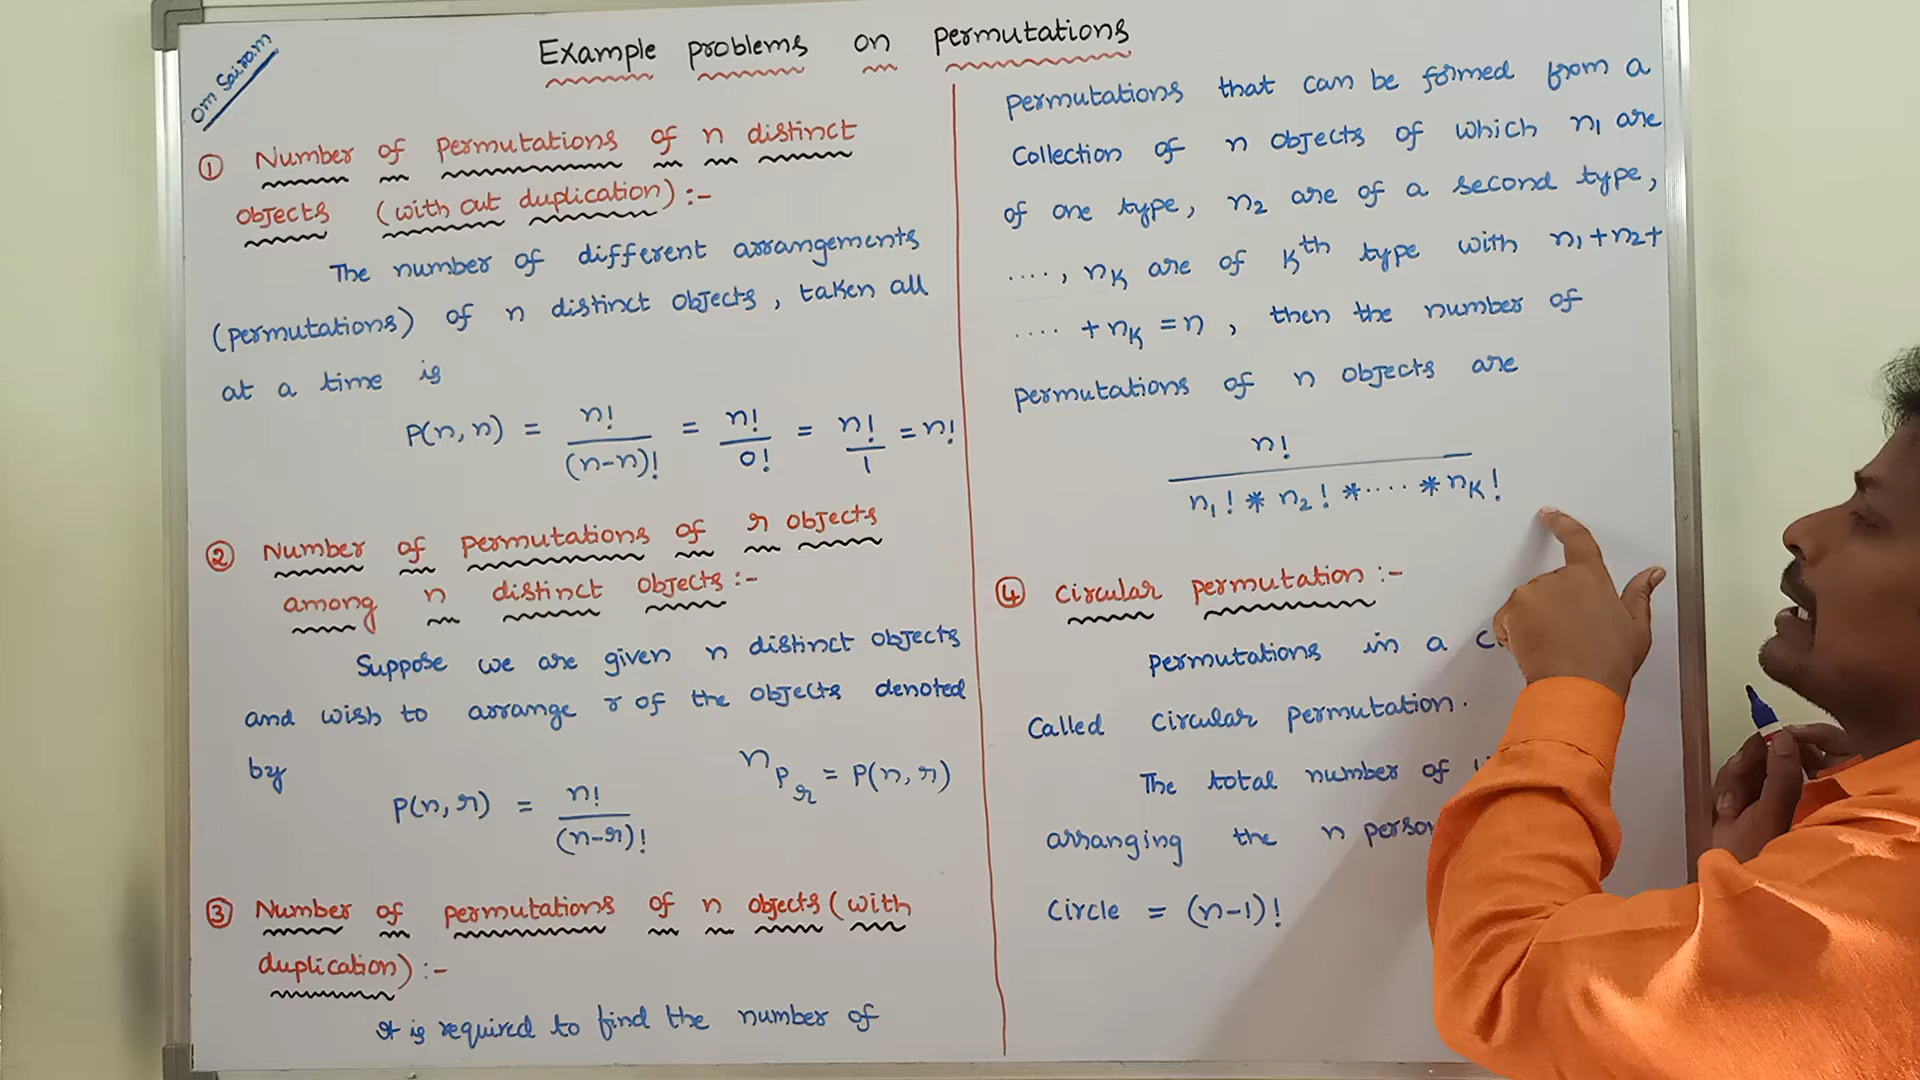 Om Sairam
Example problems on permutations
① Number of permutations of n distinct
objects (with out duplication) :-
The number of different arrangements
(permutations) of n distinct objects, taken all
at a time is
P(n, n) = n!/(n-n)! = n!/0! = n!/1 = n!
② Number of permutations of r objects
among n distinct objects :-
Suppose we are given n distinct objects
and wish to arrange r of the objects denoted
by
nPr = P(n, r)
P(n, r) = n!/(n-r)!
③ Number of permutations of n objects (with
duplication) :-
It is required to find the number of
permutations that can be formed from a
collection of n objects of which n1 are
of one type, n2 are of a second type,
...., nK are of Kth type with n1 + n2 +
.... + nK = n, then the number of
permutations of n objects are
n!/(n1! * n2! * .... * nK!)
④ Circular permutation :-
permutations in a
Called Circular permutation.
The total number of
arranging the n
Circle = (n-1)!